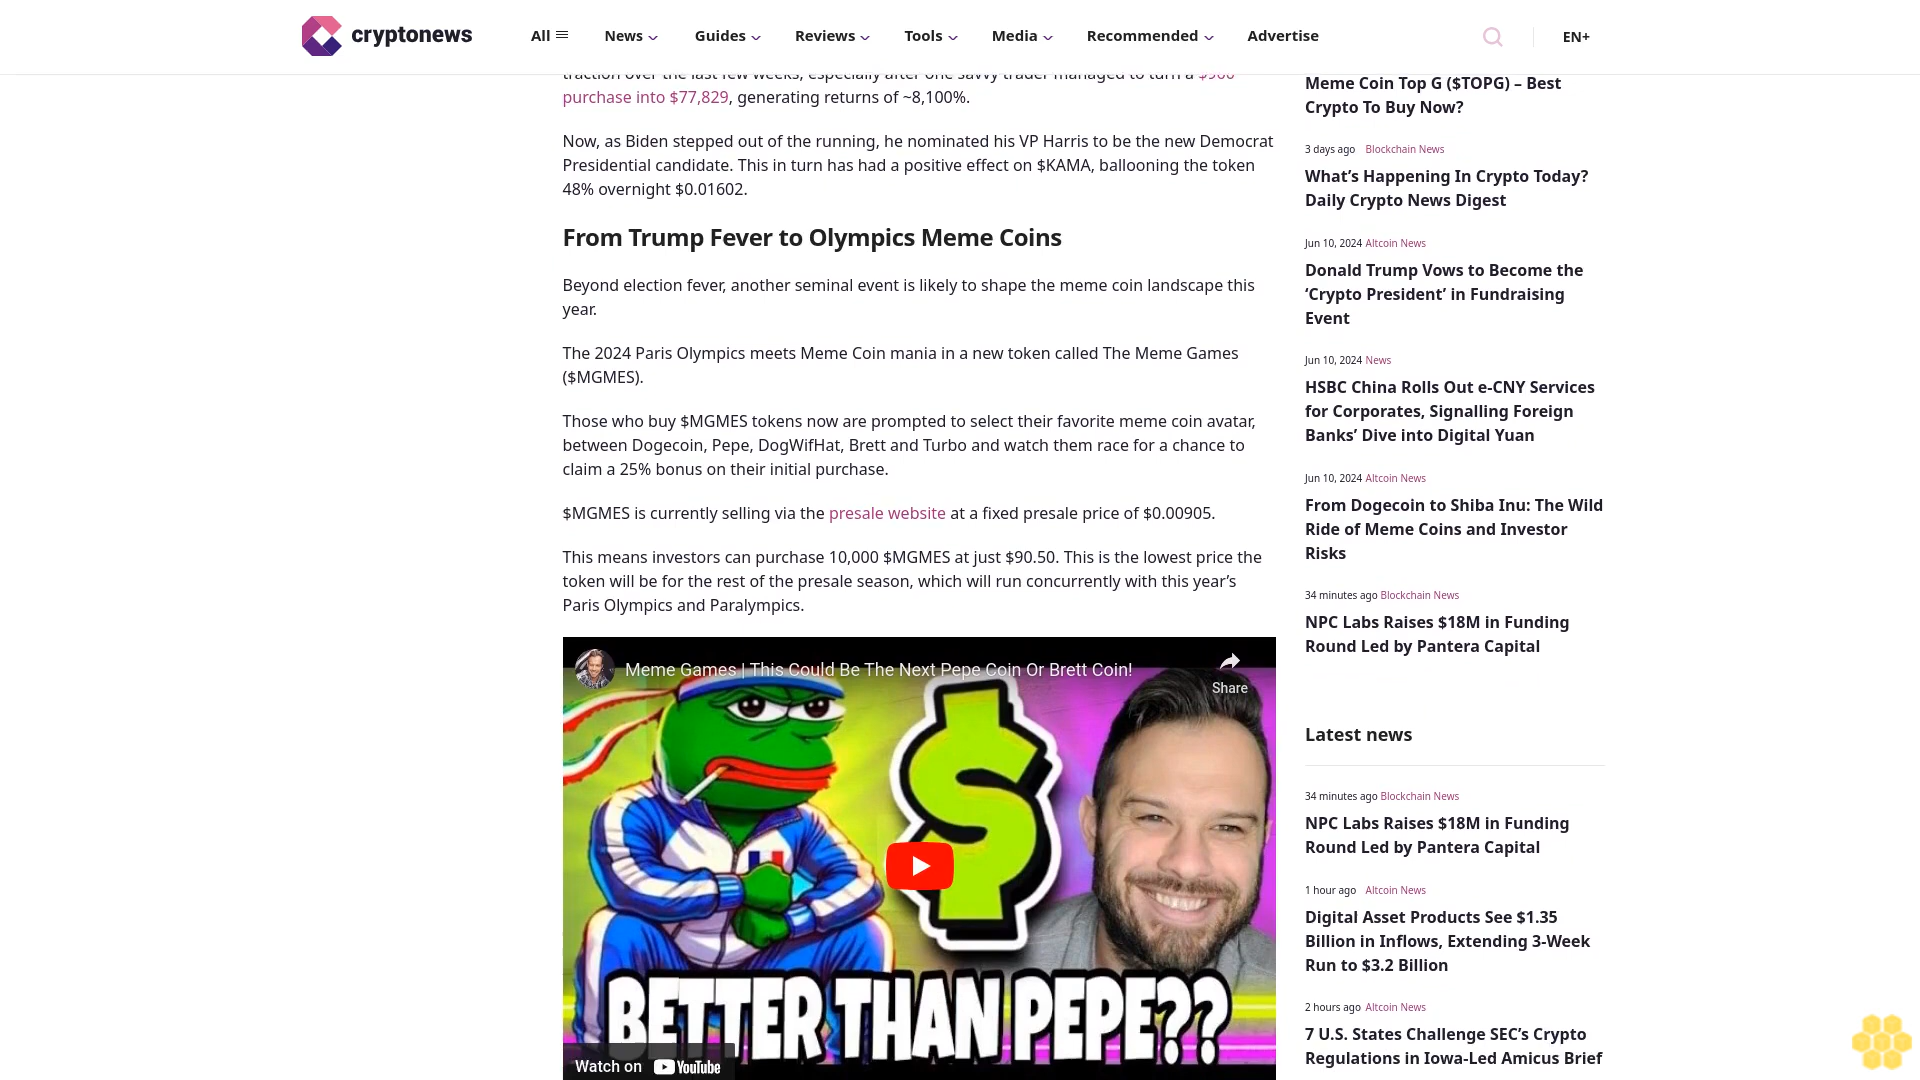 cryptonews
All
News
Guides
Reviews
Tools
Media
Recommended
Advertise
EN+
traction over the last few weeks, especially after one savvy trader managed to turn a $900
purchase into $77,829, generating returns of ~8,100%.
Now, as Biden stepped out of the running, he nominated his VP Harris to be the new Democrat
Presidential candidate. This in turn has had a positive effect on $KAMA, ballooning the token
48% overnight $0.01602.
From Trump Fever to Olympics Meme Coins
Beyond election fever, another seminal event is likely to shape the meme coin landscape this
year.
The 2024 Paris Olympics meets Meme Coin mania in a new token called The Meme Games
($MGMES).
Those who buy $MGMES tokens now are prompted to select their favorite meme coin avatar,
between Dogecoin, Pepe, DogWifHat, Brett and Turbo and watch them race for a chance to
claim a 25% bonus on their initial purchase.
$MGMES is currently selling via the presale website at a fixed presale price of $0.00905.
This means investors can purchase 10,000 $MGMES at just $90.50. This is the lowest price the
token will be for the rest of the presale season, which will run concurrently with this year’s
Paris Olympics and Paralympics.
Meme Games | This Could Be The Next Pepe Coin Or Brett Coin!
Share
$
BETTER THAN PEPE??
Watch on YouTube
Meme Coin Top G ($TOPG) – Best
Crypto To Buy Now?
3 days ago Blockchain News
What’s Happening In Crypto Today?
Daily Crypto News Digest
Jun 10, 2024 Altcoin News
Donald Trump Vows to Become the
‘Crypto President’ in Fundraising
Event
Jun 10, 2024 News
HSBC China Rolls Out e-CNY Services
for Corporates, Signalling Foreign
Banks’ Dive into Digital Yuan
Jun 10, 2024 Altcoin News
From Dogecoin to Shiba Inu: The Wild
Ride of Meme Coins and Investor
Risks
34 minutes ago Blockchain News
NPC Labs Raises $18M in Funding
Round Led by Pantera Capital
Latest news
34 minutes ago Blockchain News
NPC Labs Raises $18M in Funding
Round Led by Pantera Capital
1 hour ago Altcoin News
Digital Asset Products See $1.35
Billion in Inflows, Extending 3-Week
Run to $3.2 Billion
2 hours ago Altcoin News
7 U.S. States Challenge SEC’s Crypto
Regulations in Iowa-Led Amicus Brief